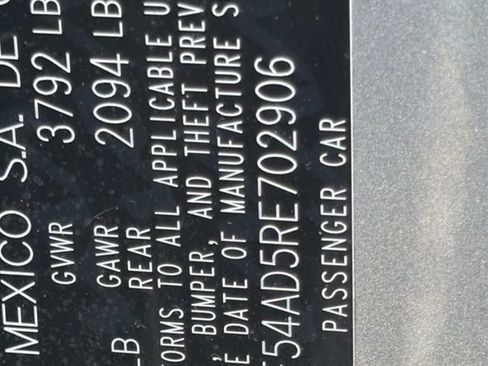 MEXICO S.A. DE
GVWR 3792 LB
LB GAWR 2094 LB
REAR
ORMS TO ALL APPLICABLE U
, BUMPER, AND THEFT PREV
E DATE OF MANUFACTURE S
E54AD5RE702906
PASSENGER CAR